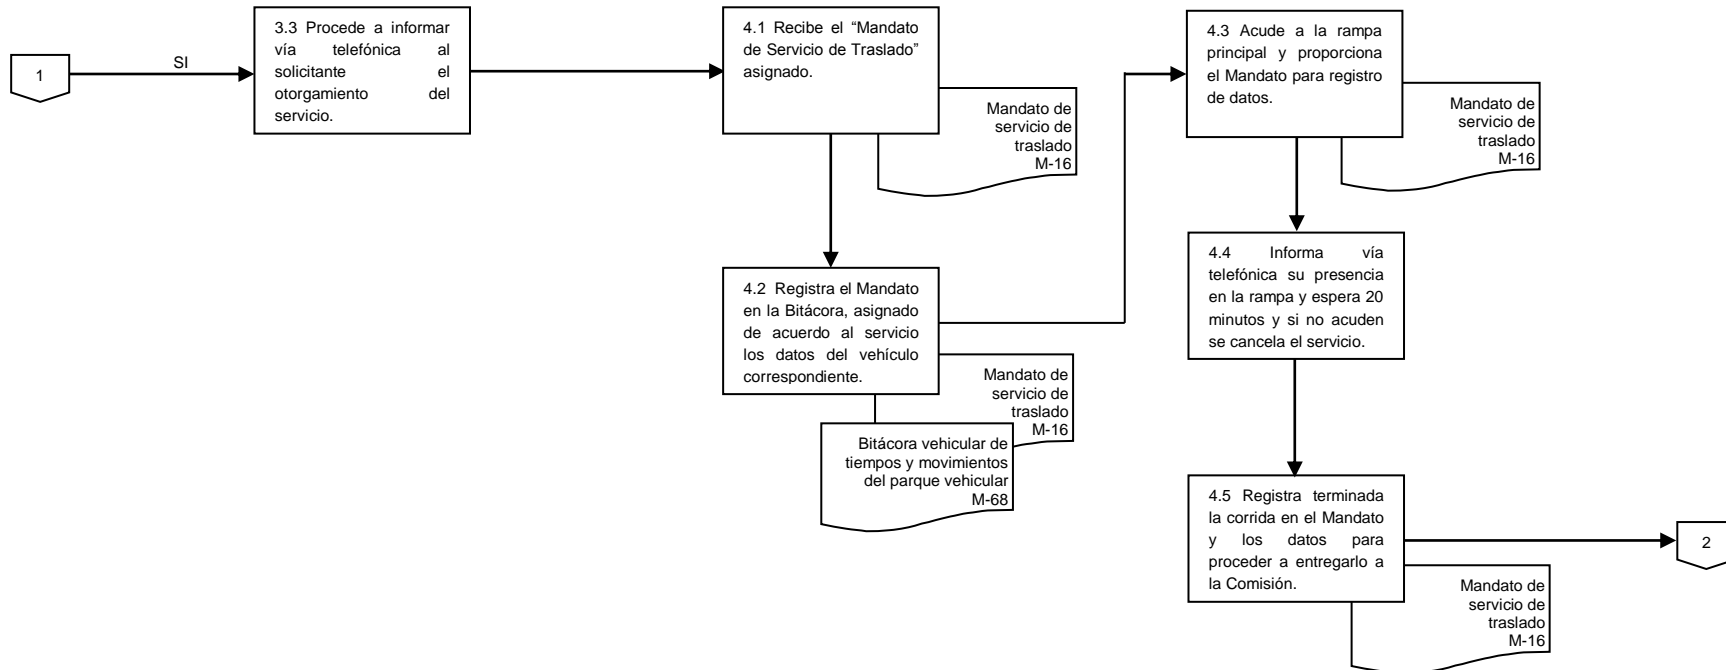 1
SI
3.3 Procede a informar
vía telefónica al
solicitante el
otorgamiento del
servicio.
4.1 Recibe el “Mandato
de Servicio de Traslado”
asignado.
Mandato de
servicio de
traslado
M-16
4.2 Registra el Mandato
en la Bitácora, asignado
de acuerdo al servicio
los datos del vehículo
correspondiente.
Mandato de
servicio de
traslado
M-16
Bitácora vehicular de
tiempos y movimientos
del parque vehicular
M-68
4.3 Acude a la rampa
principal y proporciona
el Mandato para registro
de datos.
Mandato de
servicio de
traslado
M-16
4.4 Informa vía
telefónica su presencia
en la rampa y espera 20
minutos y si no acuden
se cancela el servicio.
4.5 Registra terminada
la corrida en el Mandato
y los datos para
proceder a entregarlo a
la Comisión.
Mandato de
servicio de
traslado
M-16
2